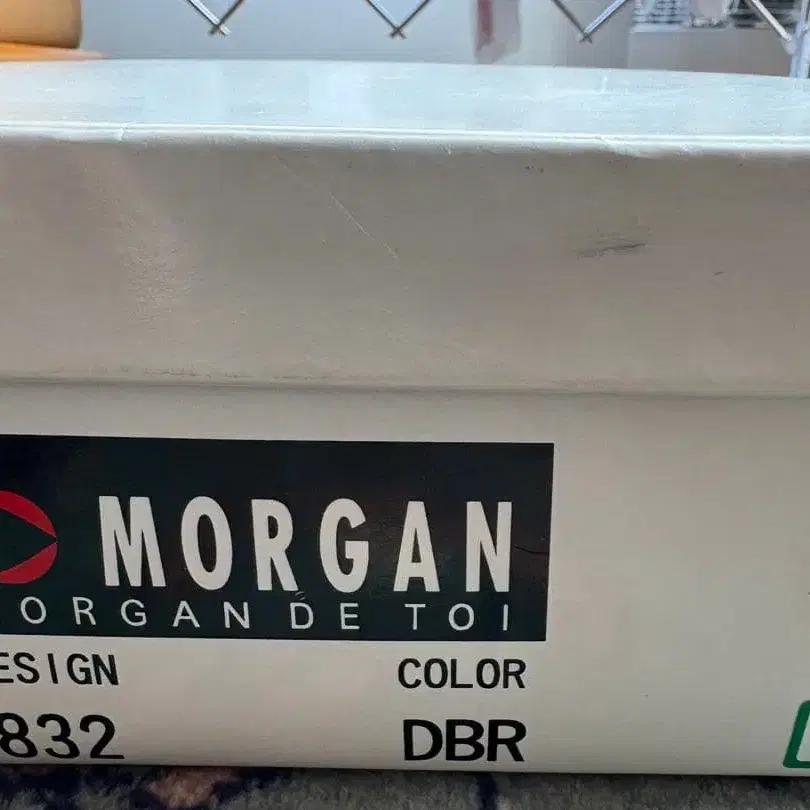 MORGAN
ORGAN DE TOI
ESIGN COLOR
832 DBR